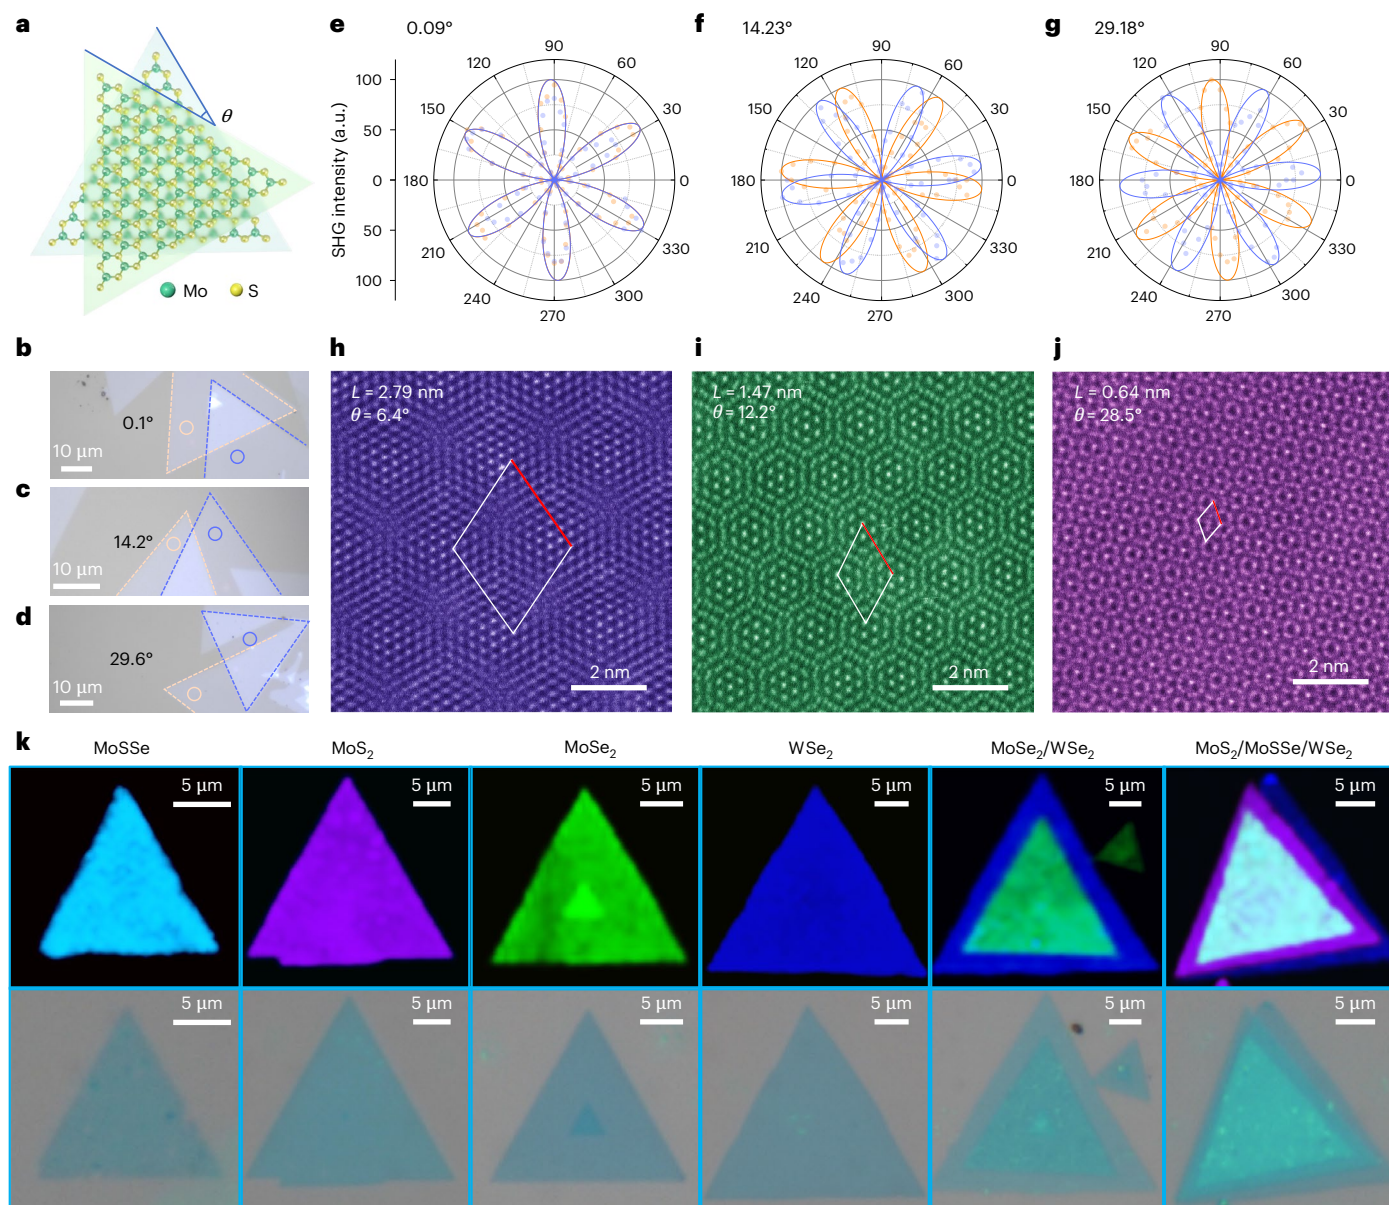 a
θ
Mo
S
e
0.09°
SHG intensity (a.u.)
100
50
0
50
100
90
60
30
0
330
300
270
240
210
180
150
120
f
14.23°
90
60
30
0
330
300
270
240
210
180
150
120
g
29.18°
90
60
30
0
330
300
270
240
210
180
150
120
b
0.1°
10 μm
c
14.2°
10 μm
d
29.6°
10 μm
h
L = 2.79 nm
θ = 6.4°
2 nm
i
L = 1.47 nm
θ = 12.2°
2 nm
j
L = 0.64 nm
θ = 28.5°
2 nm
k
MoSSe
MoS₂
MoSe₂
WSe₂
MoSe₂/WSe₂
MoS₂/MoSSe/WSe₂
5 μm
5 μm
5 μm
5 μm
5 μm
5 μm
5 μm
5 μm
5 μm
5 μm
5 μm
5 μm